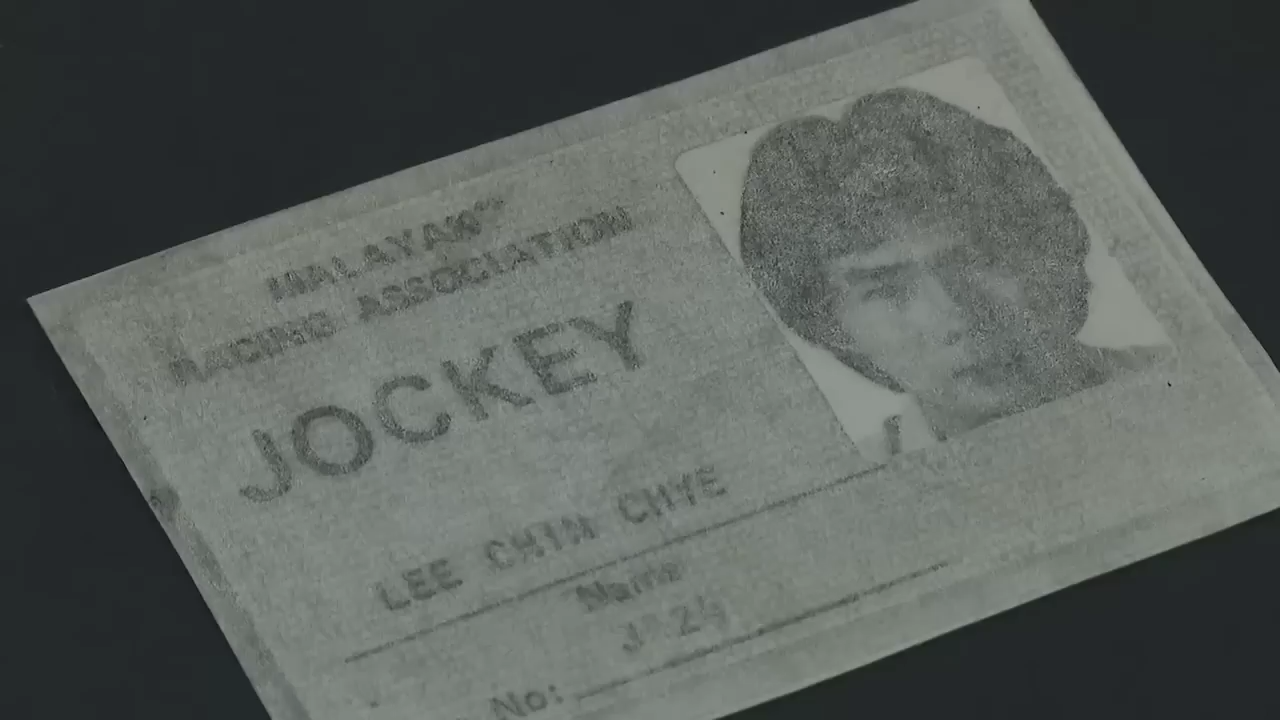 MALAYAN
RACING ASSOCIATION
JOCKEY
LEE CHIN CHYE
Name
No: